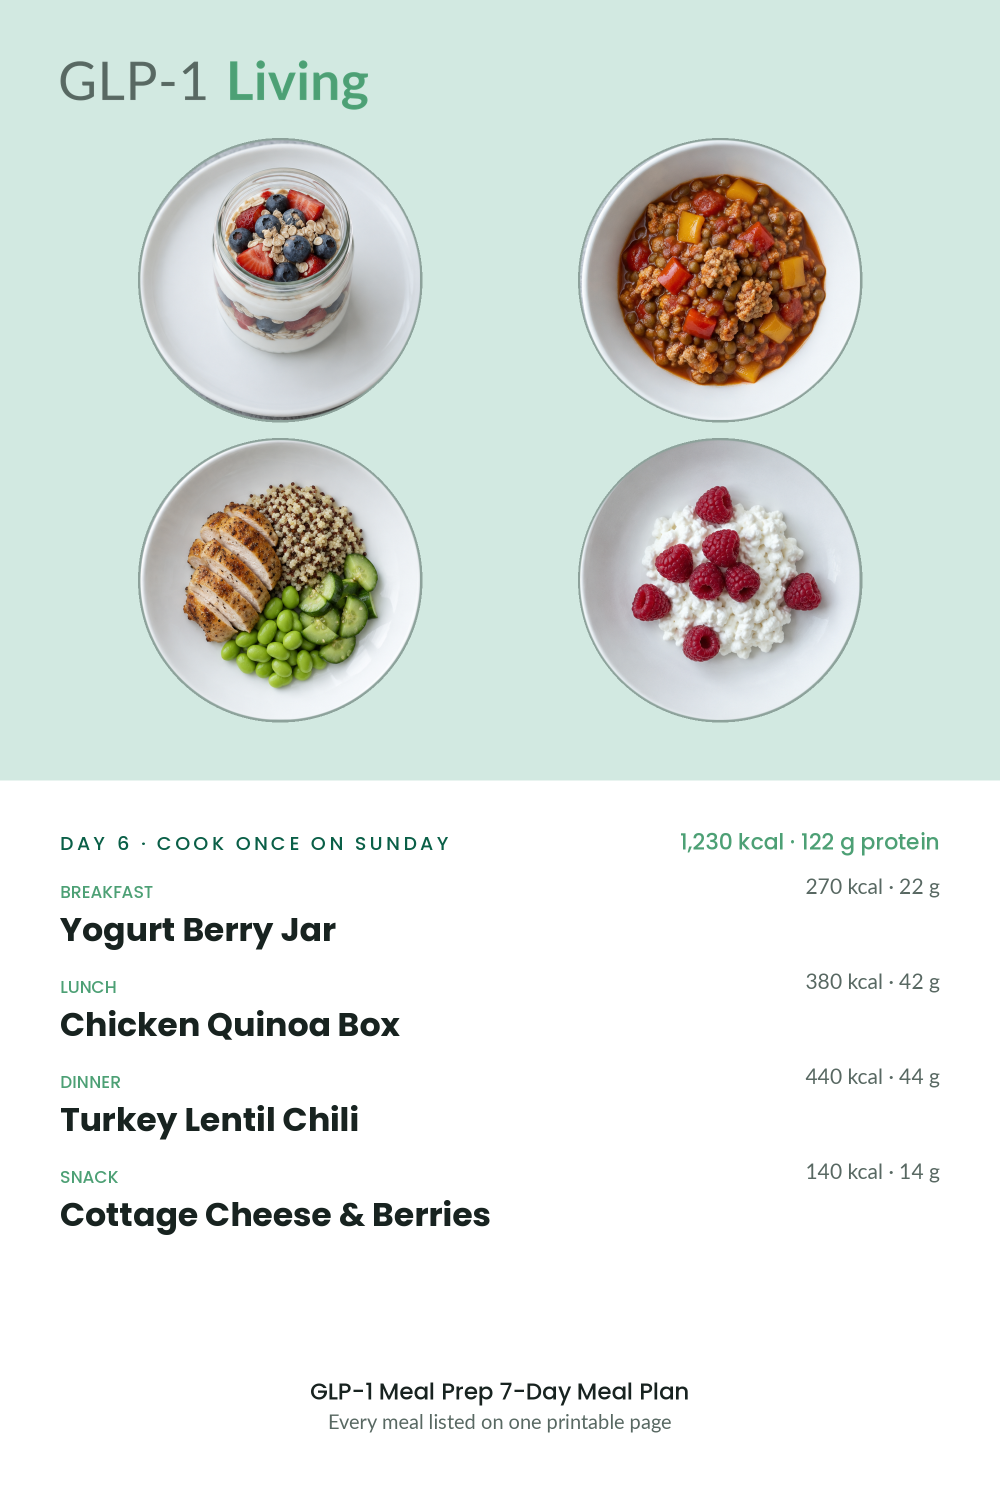 GLP-1 Living
DAY 6 · COOK ONCE ON SUNDAY
1,230 kcal · 122 g protein
BREAKFAST
270 kcal · 22 g
Yogurt Berry Jar
LUNCH
380 kcal · 42 g
Chicken Quinoa Box
DINNER
440 kcal · 44 g
Turkey Lentil Chili
SNACK
140 kcal · 14 g
Cottage Cheese & Berries
GLP-1 Meal Prep 7-Day Meal Plan
Every meal listed on one printable page